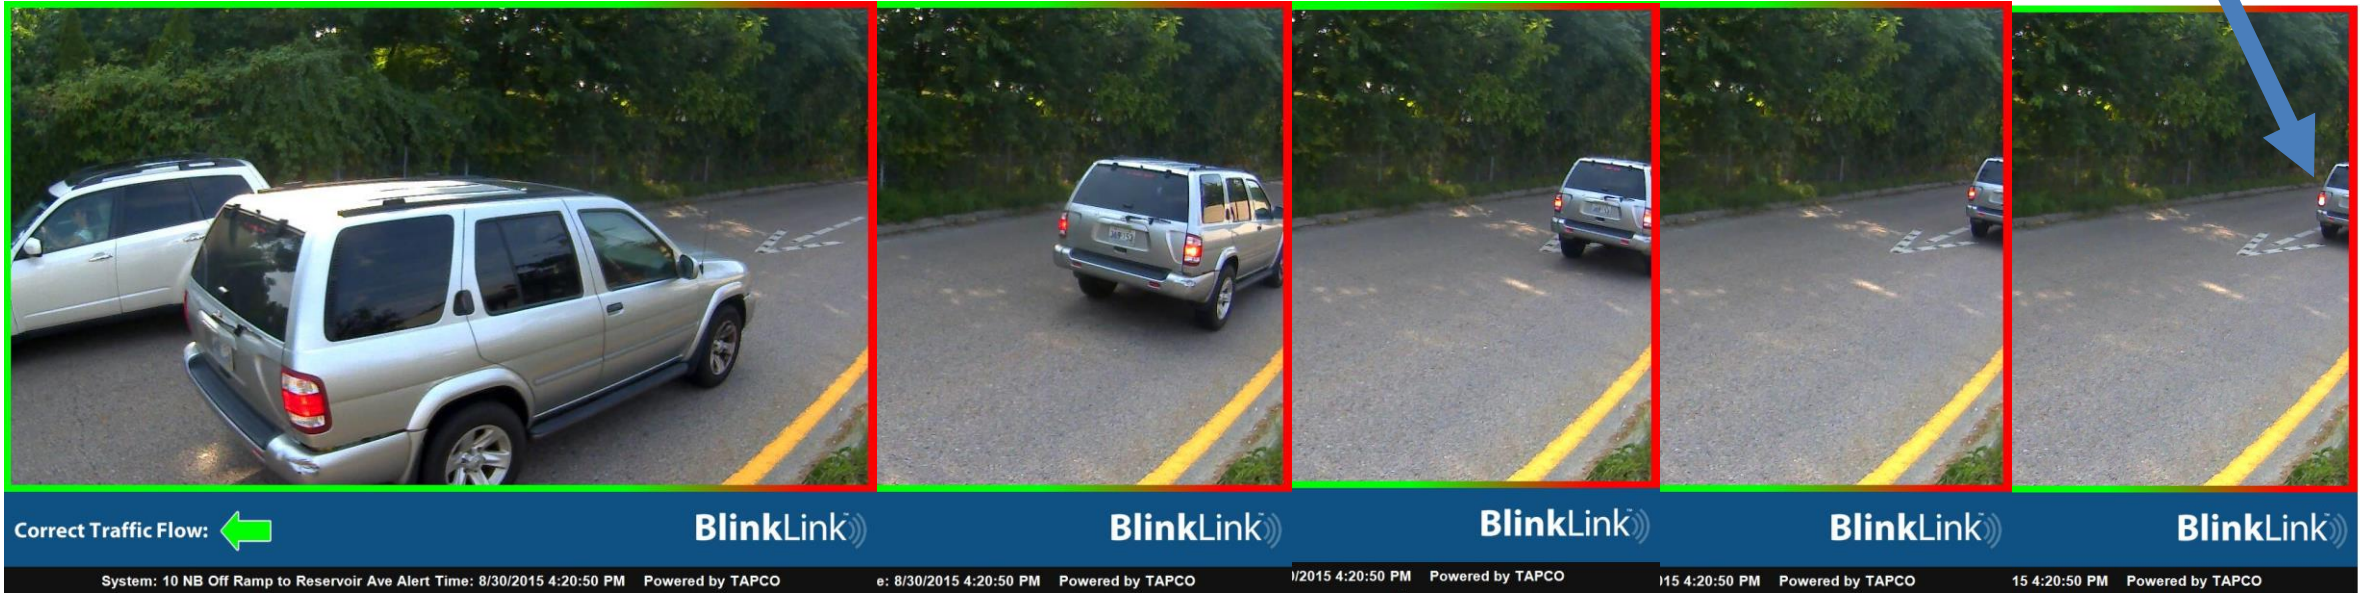 Correct Traffic Flow:
BlinkLink
BlinkLink
BlinkLink
BlinkLink
BlinkLink
System: 10 NB Off Ramp to Reservoir Ave Alert Time: 8/30/2015 4:20:50 PM Powered by TAPCO
e: 8/30/2015 4:20:50 PM Powered by TAPCO
/2015 4:20:50 PM Powered by TAPCO
15 4:20:50 PM Powered by TAPCO
15 4:20:50 PM Powered by TAPCO